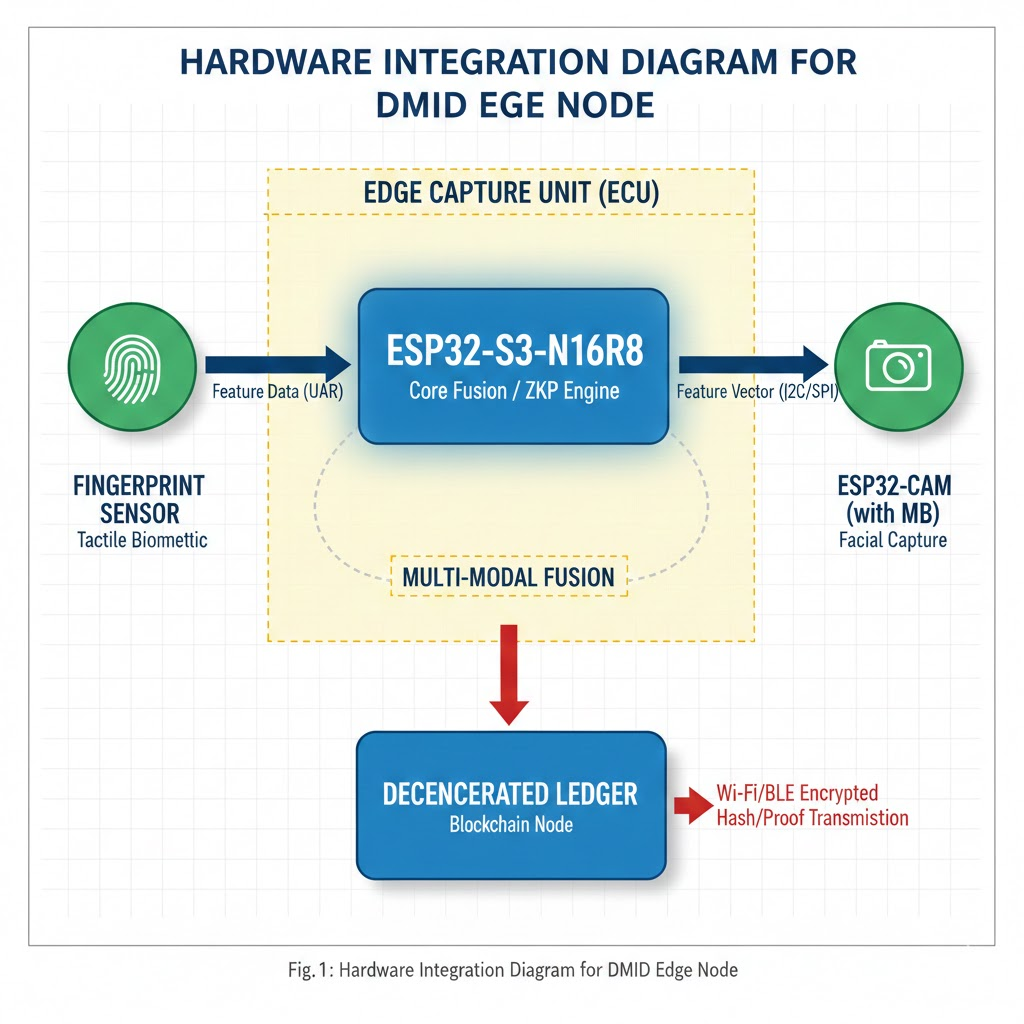 HARDWARE INTEGRATION DIAGRAM FOR
DMID EGE NODE
EDGE CAPTURE UNIT (ECU)
ESP32-S3-N16R8
Core Fusion / ZKP Engine
Feature Data (UAR)
Feature Vector (|2C/SPI)
FINGERPRINT
SENSOR
Tactile Biomettic
ESP32-CAM
(with MB)
Facial Capture
MULTI-MODAL FUSION
DECENCERATED LEDGER
Blockchain Node
Wi-Fi/BLE Encrypted
Hash/Proof Transmistion
Fig. 1: Hardware Integration Diagram for DMID Edge Node